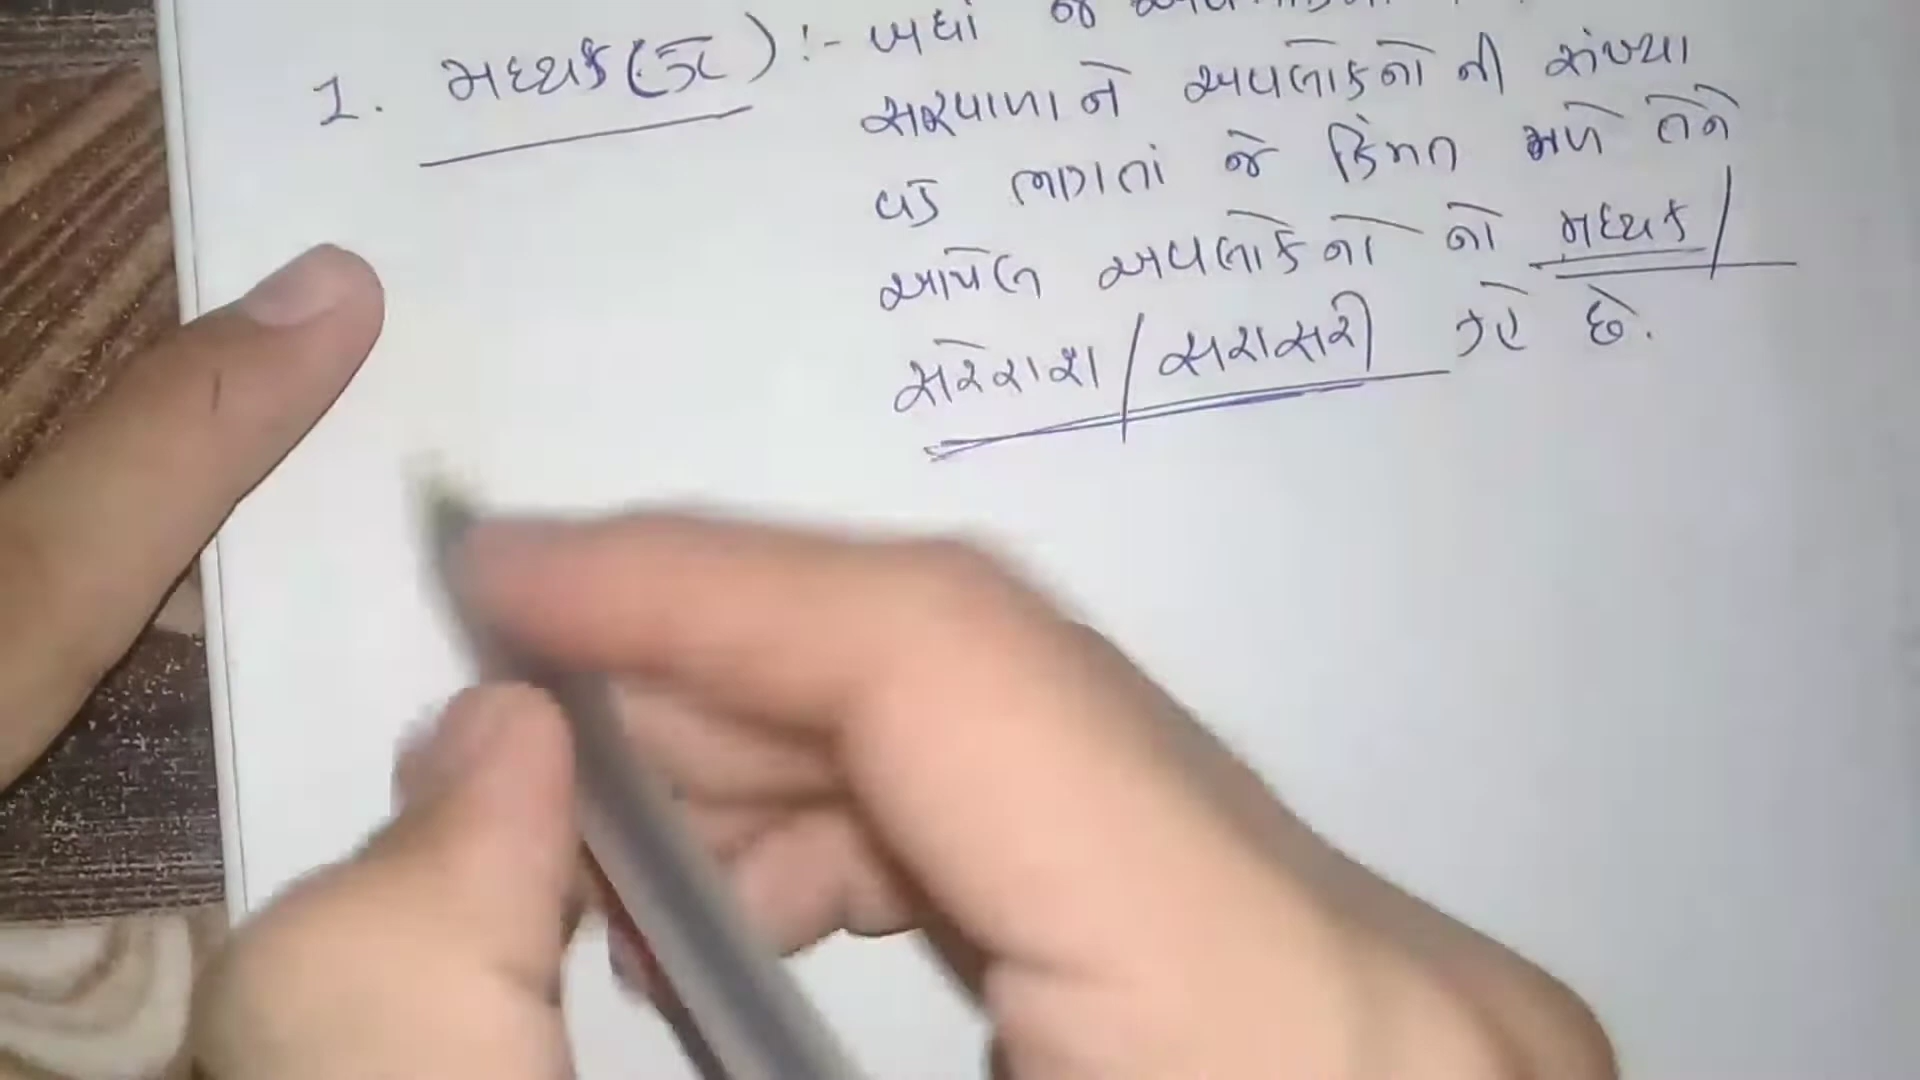 1. મધ્યક (x̄) :- બધાં જ
સરવાળાને અવલોકનો ની સંખ્યા
વડે ભાગતાં જે કિંમત મળે તેને
આપેલ અવલોકનો નો મધ્યક/
સરેરાશ/સરાસરી કહે છે.